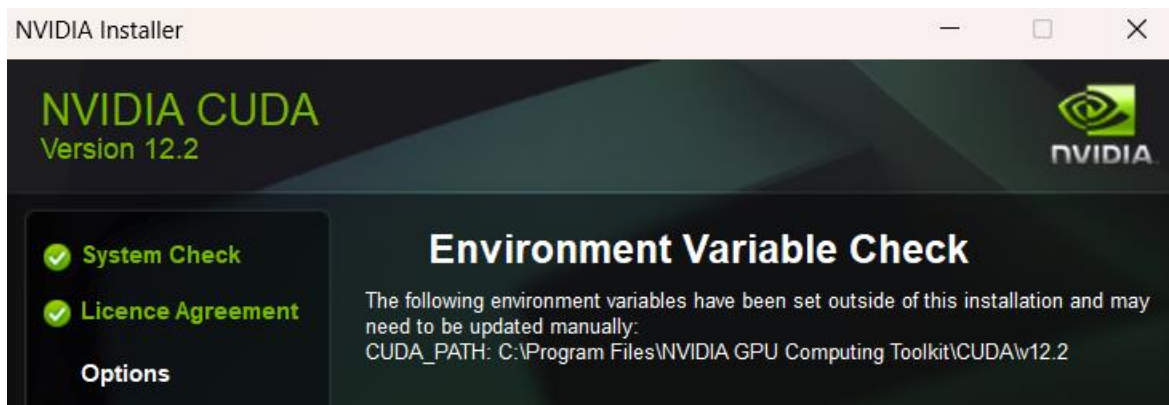 NVIDIA Installer
NVIDIA CUDA
Version 12.2
NVIDIA
System Check
Licence Agreement
Options
Environment Variable Check
The following environment variables have been set outside of this installation and may
need to be updated manually:
CUDA_PATH: C:\Program Files\NVIDIA GPU Computing Toolkit\CUDA\v12.2